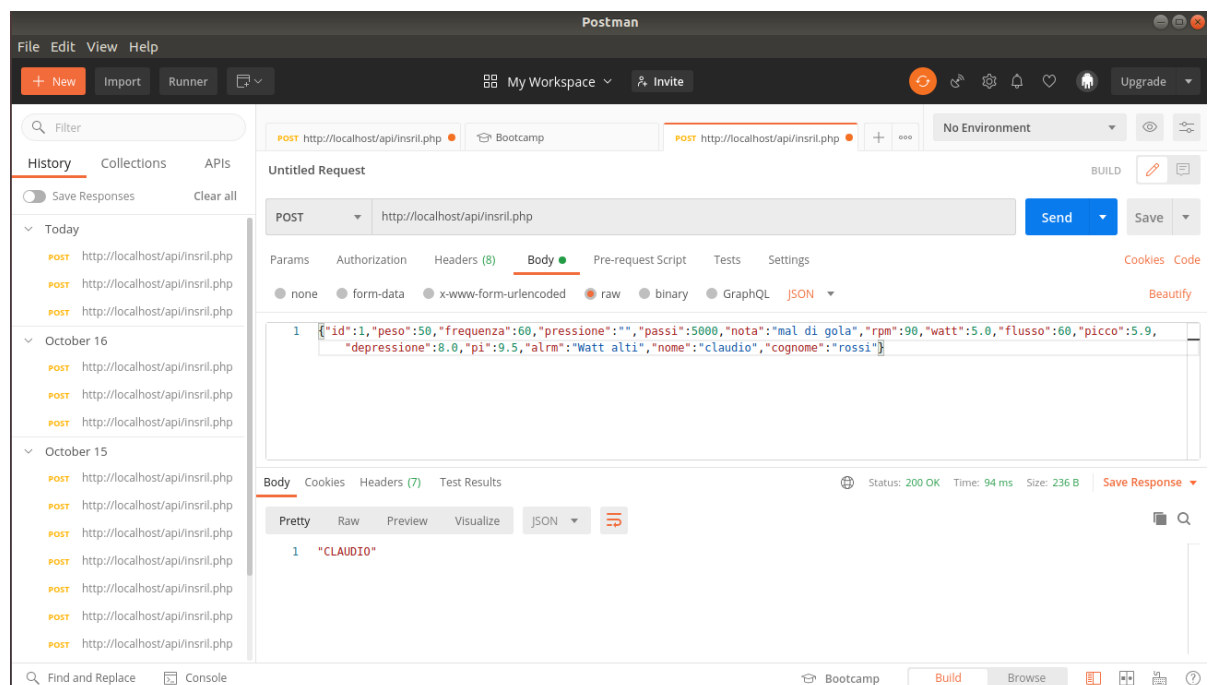 Postman
File Edit View Help
+ New Import Runner My Workspace Invite Upgrade
Filter
History Collections APIs
Save Responses Clear all
Today
POST http://localhost/api/insril.php
POST http://localhost/api/insril.php
POST http://localhost/api/insril.php
October 16
POST http://localhost/api/insril.php
POST http://localhost/api/insril.php
POST http://localhost/api/insril.php
October 15
POST http://localhost/api/insril.php
POST http://localhost/api/insril.php
POST http://localhost/api/insril.php
POST http://localhost/api/insril.php
POST http://localhost/api/insril.php
POST http://localhost/api/insril.php
POST http://localhost/api/insril.php
POST http://localhost/api/insril.php Bootcamp POST http://localhost/api/insril.php + No Environment
Untitled Request BUILD
POST http://localhost/api/insril.php Send Save
Params Authorization Headers (8) Body Pre-request Script Tests Settings Cookies Code
none form-data x-www-form-urlencoded raw binary GraphQL JSON Beautify
1 {"id":1,"peso":50,"frequenza":60,"pressione":"","passi":5000,"nota":"mal di gola","rpm":90,"watt":5.0,"flusso":60,"picco":5.9,
"depressione":8.0,"pi":9.5,"alrm":"Watt alti","nome":"claudio","cognome":"rossi"}
Body Cookies Headers (7) Test Results Status: 200 OK Time: 94 ms Size: 236 B Save Response
Pretty Raw Preview Visualize JSON
1 "CLAUDIO"
Find and Replace Console Bootcamp Build Browse